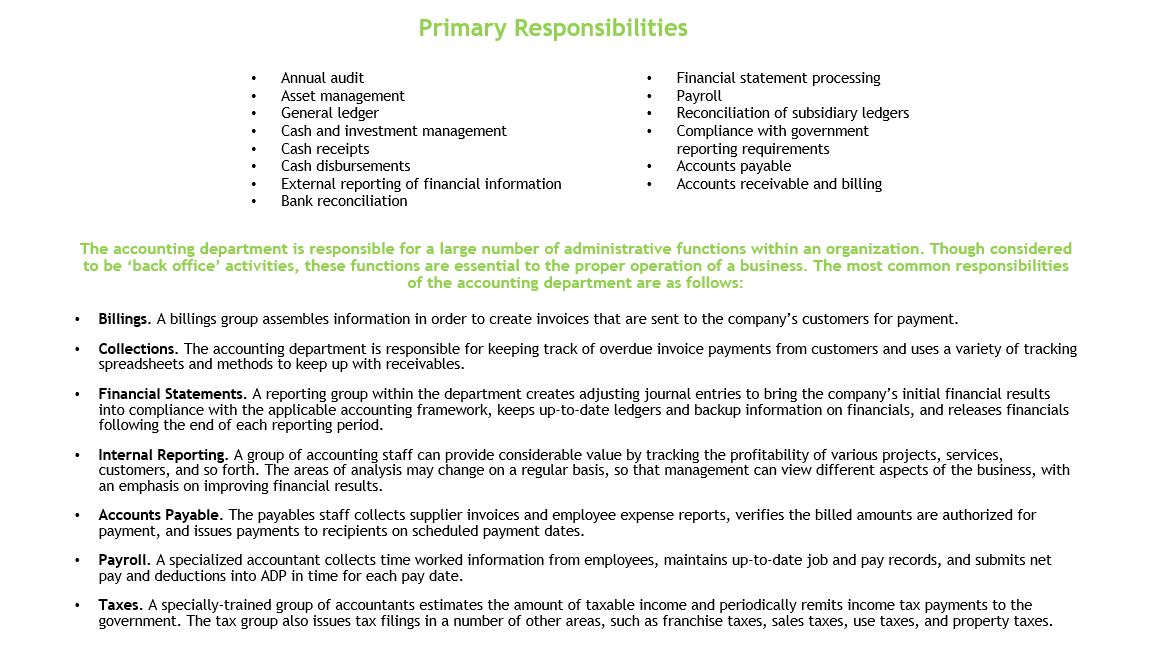 Primary Responsibilities
• Annual audit
• Asset management
• General ledger
• Cash and investment management
• Cash receipts
• Cash disbursements
• External reporting of financial information
• Bank reconciliation
• Financial statement processing
• Payroll
• Reconciliation of subsidiary ledgers
• Compliance with government
reporting requirements
• Accounts payable
• Accounts receivable and billing
The accounting department is responsible for a large number of administrative functions within an organization. Though considered
to be ‘back office’ activities, these functions are essential to the proper operation of a business. The most common responsibilities
of the accounting department are as follows:
• Billings. A billings group assembles information in order to create invoices that are sent to the company’s customers for payment.
• Collections. The accounting department is responsible for keeping track of overdue invoice payments from customers and uses a variety of tracking
spreadsheets and methods to keep up with receivables.
• Financial Statements. A reporting group within the department creates adjusting journal entries to bring the company’s initial financial results
into compliance with the applicable accounting framework, keeps up-to-date ledgers and backup information on financials, and releases financials
following the end of each reporting period.
• Internal Reporting. A group of accounting staff can provide considerable value by tracking the profitability of various projects, services,
customers, and so forth. The areas of analysis may change on a regular basis, so that management can view different aspects of the business, with
an emphasis on improving financial results.
• Accounts Payable. The payables staff collects supplier invoices and employee expense reports, verifies the billed amounts are authorized for
payment, and issues payments to recipients on scheduled payment dates.
• Payroll. A specialized accountant collects time worked information from employees, maintains up-to-date job and pay records, and submits net
pay and deductions into ADP in time for each pay date.
• Taxes. A specially-trained group of accountants estimates the amount of taxable income and periodically remits income tax payments to the
government. The tax group also issues tax filings in a number of other areas, such as franchise taxes, sales taxes, use taxes, and property taxes.